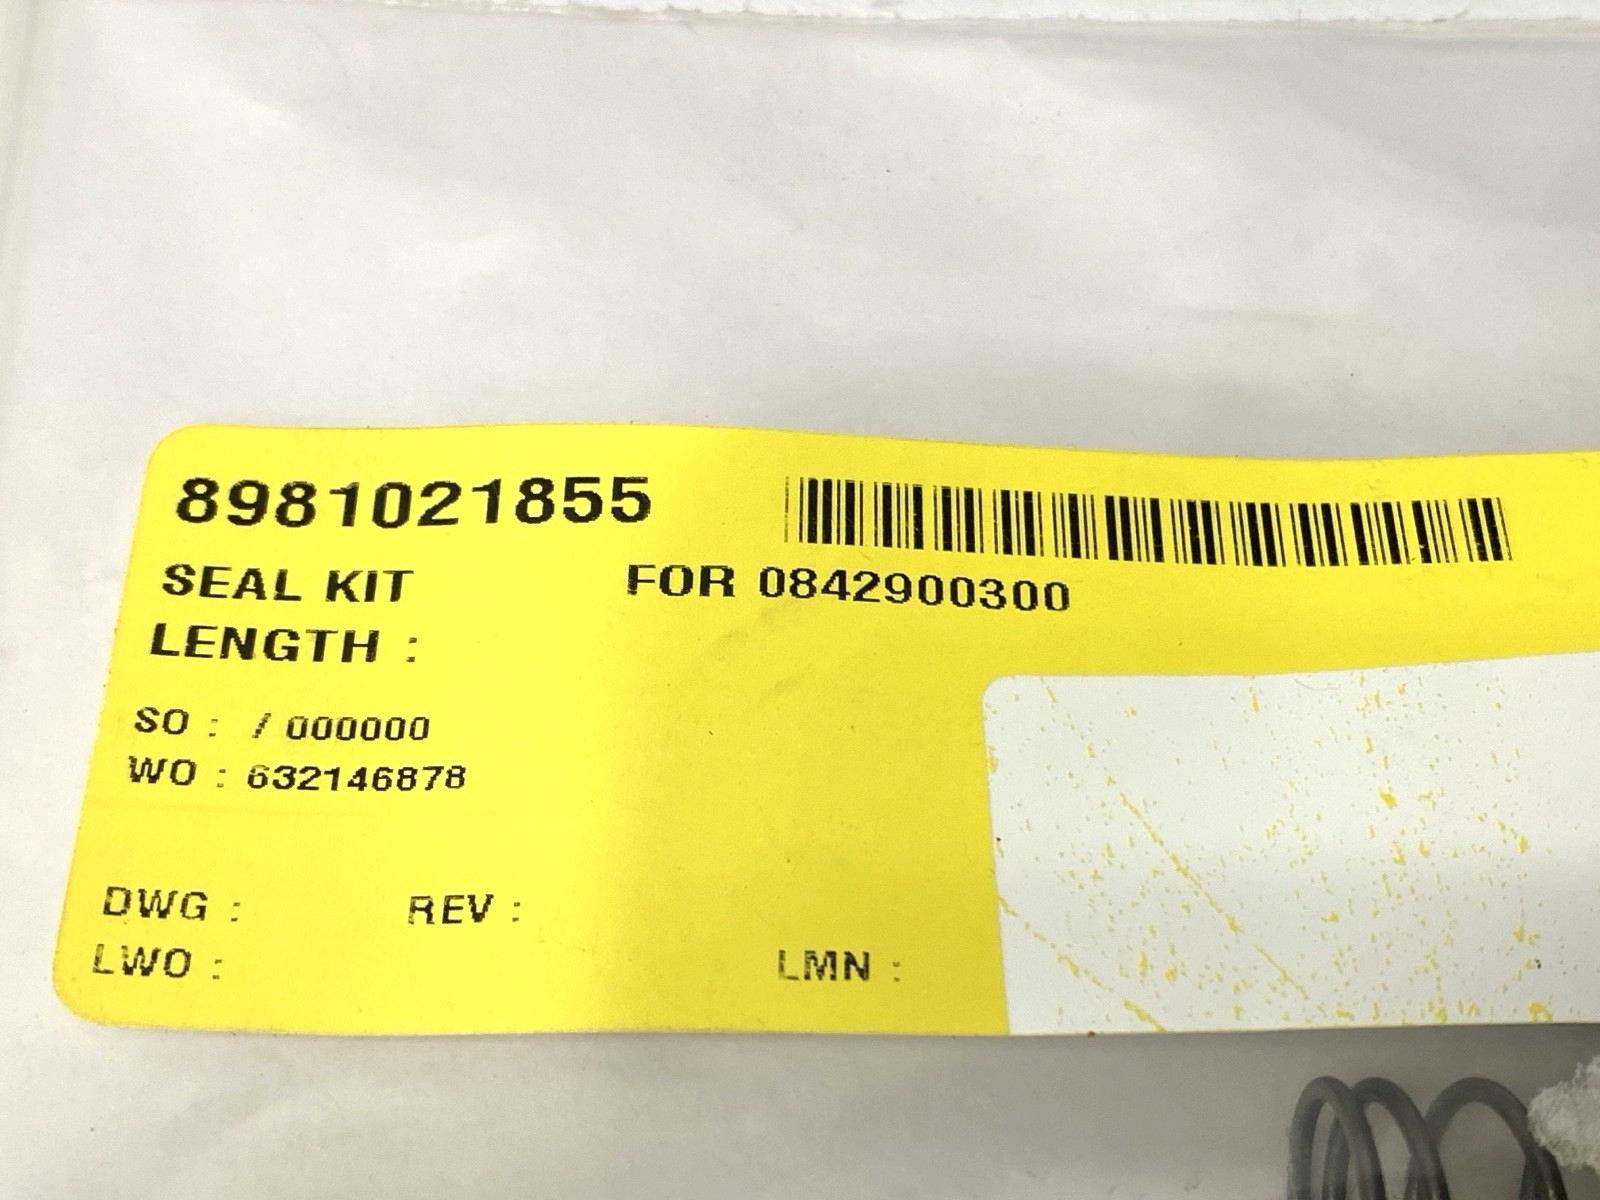 8981021855
SEAL KIT FOR 0842900300
LENGTH :
SO : / 000000
WO : 632146878
DWG : REV :
LWO : LMN :